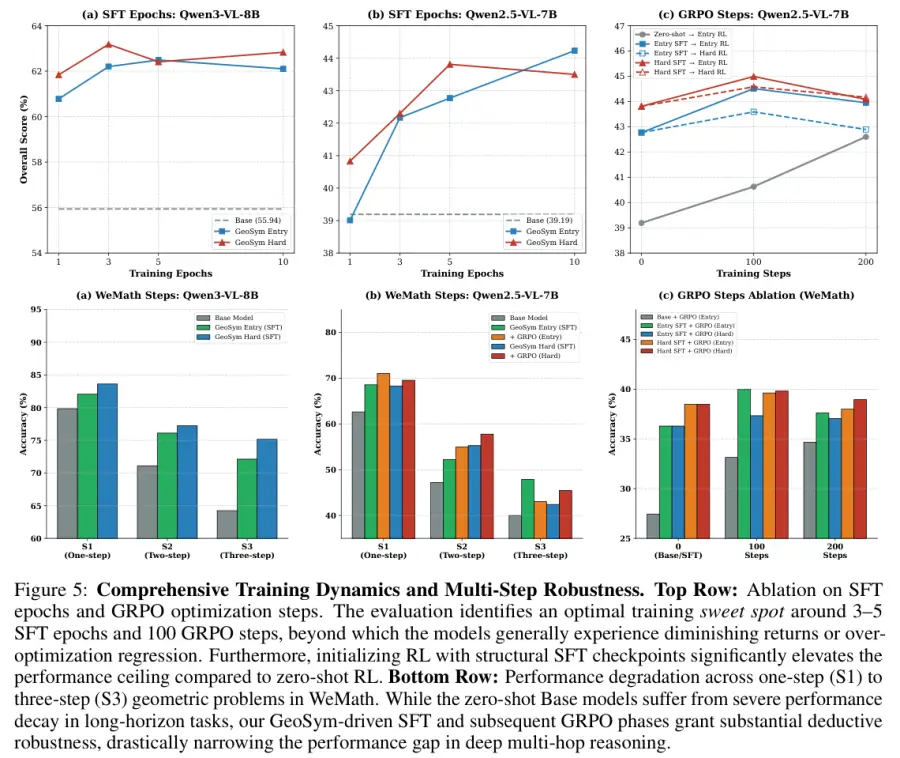 (a) SFT Epochs: Qwen3-VL-8B
64
62
60
58
56
54
Overall Score (%)
1
3
5
10
Training Epochs
Base (55.94)
GeoSym Entry
GeoSym Hard
(b) SFT Epochs: Qwen2.5-VL-7B
45
44
43
42
41
40
39
38
1
3
5
10
Training Epochs
Base (39.19)
GeoSym Entry
GeoSym Hard
(c) GRPO Steps: Qwen2.5-VL-7B
47
46
45
44
43
42
41
40
39
38
0
100
200
Training Steps
Zero-shot → Entry RL
Entry SFT → Entry RL
Entry SFT → Hard RL
Hard SFT → Entry RL
Hard SFT → Hard RL
(a) WeMath Steps: Qwen3-VL-8B
95
90
85
80
75
70
65
60
Accuracy (%)
Base Model
GeoSym Entry (SFT)
GeoSym Hard (SFT)
S1
(One-step)
S2
(Two-step)
S3
(Three-step)
(b) WeMath Steps: Qwen2.5-VL-7B
80
70
60
50
40
Accuracy (%)
Base Model
GeoSym Entry (SFT)
+ GRPO (Entry)
GeoSym Hard (SFT)
+ GRPO (Hard)
S1
(One-step)
S2
(Two-step)
S3
(Three-step)
(c) GRPO Steps Ablation (WeMath)
45
40
35
30
25
Accuracy (%)
Base + GRPO (Entry)
Entry SFT + GRPO (Entry)
Entry SFT + GRPO (Hard)
Hard SFT + GRPO (Entry)
Hard SFT + GRPO (Hard)
0
(Base/SFT)
100
Steps
200
Steps
Figure 5: Comprehensive Training Dynamics and Multi-Step Robustness. Top Row: Ablation on SFT
epochs and GRPO optimization steps. The evaluation identifies an optimal training sweet spot around 3–5
SFT epochs and 100 GRPO steps, beyond which the models generally experience diminishing returns or over-
optimization regression. Furthermore, initializing RL with structural SFT checkpoints significantly elevates the
performance ceiling compared to zero-shot RL. Bottom Row: Performance degradation across one-step (S1) to
three-step (S3) geometric problems in WeMath. While the zero-shot Base models suffer from severe performance
decay in long-horizon tasks, our GeoSym-driven SFT and subsequent GRPO phases grant substantial deductive
robustness, drastically narrowing the performance gap in deep multi-hop reasoning.